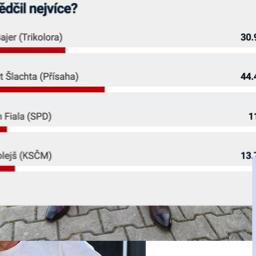 ědčil nejvíce?
ajer (Trikolora) 30.9
t Šlachta (Přísaha) 44.4
n Fiala (SPD) 11
olejš (KSČM) 13.7